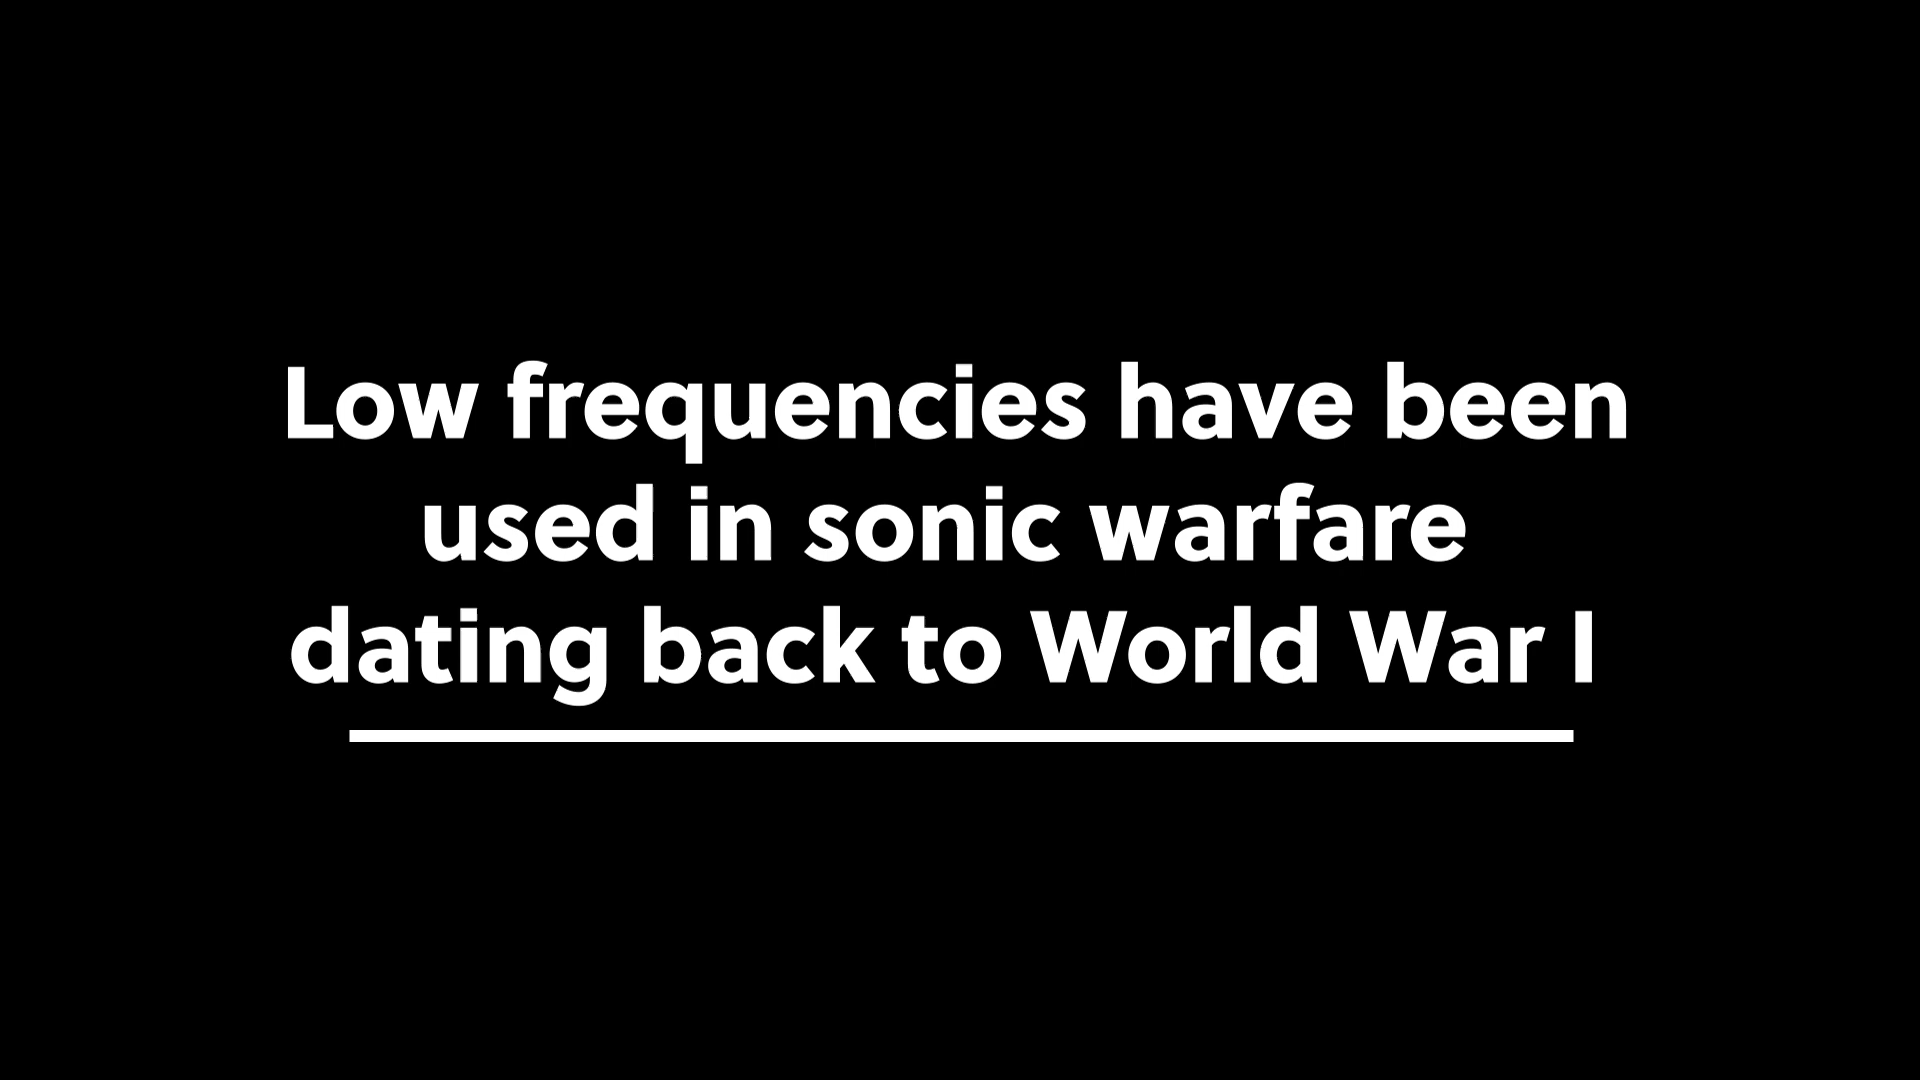 Low frequencies have been
used in sonic warfare
dating back to World War I